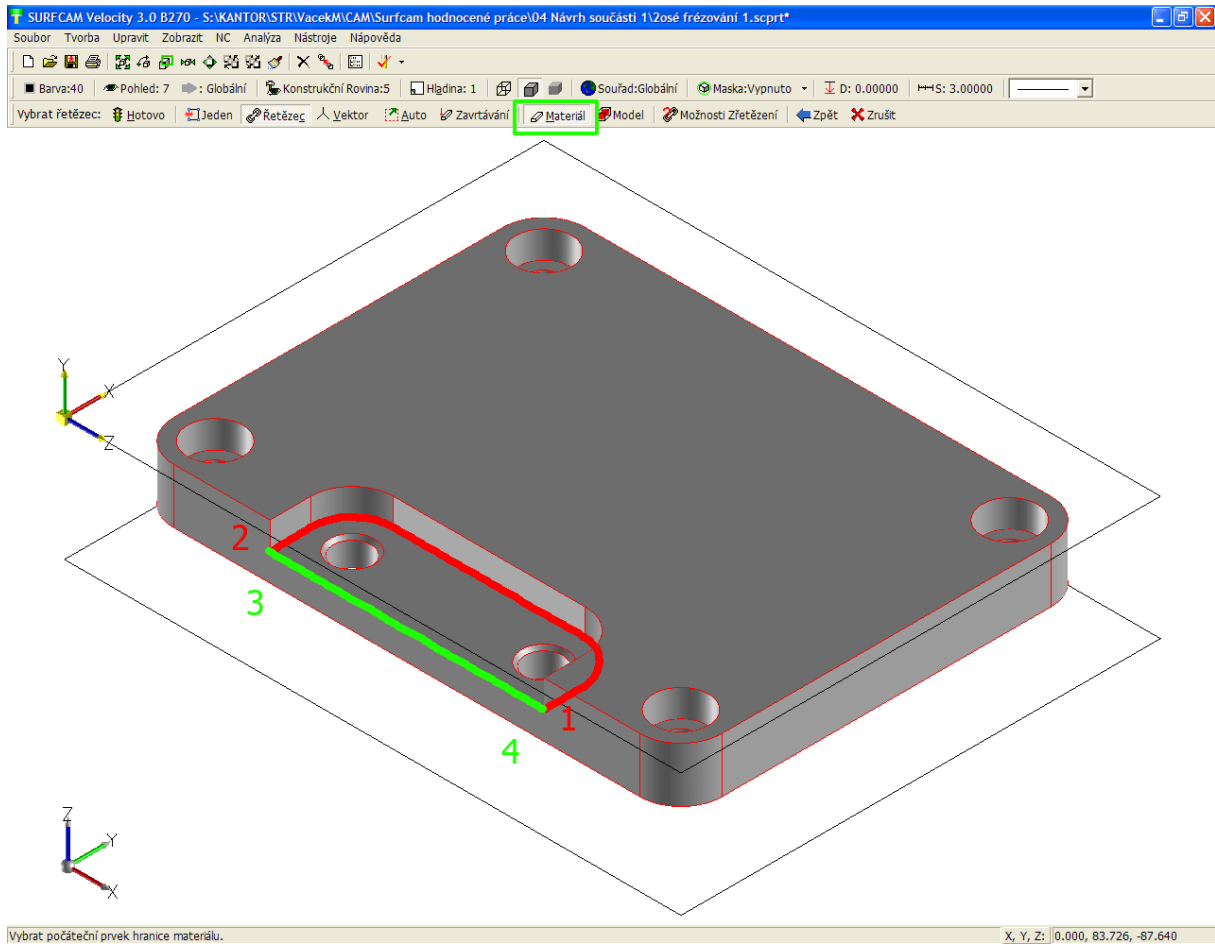 SURFCAM Velocity 3.0 B270 - S:\KANTOR\STR\VacekM\CAM\Surfcam hodnocené práce\04 Návrh součásti 1\2osé frézování 1.scprt*
Soubor Tvorba Upravit Zobrazit NC Analýza Nástroje Nápověda
Barva:40 Pohled: 7 : Globální Konstrukční Rovina:5 Hladina: 1 Souřad:Globální Maska:Vypnuto D: 0.00000 S: 3.00000
Vybrat řetězec: Hotovo Jeden Řetězec Vektor Auto Zavrtávání Materiál Model Možnosti Zřetězení Zpět Zrušit
Y
X
Z
2
3
1
4
Z
Y
X
Vybrat počáteční prvek hranice materiálu. X, Y, Z: 0.000, 83.726, -87.640